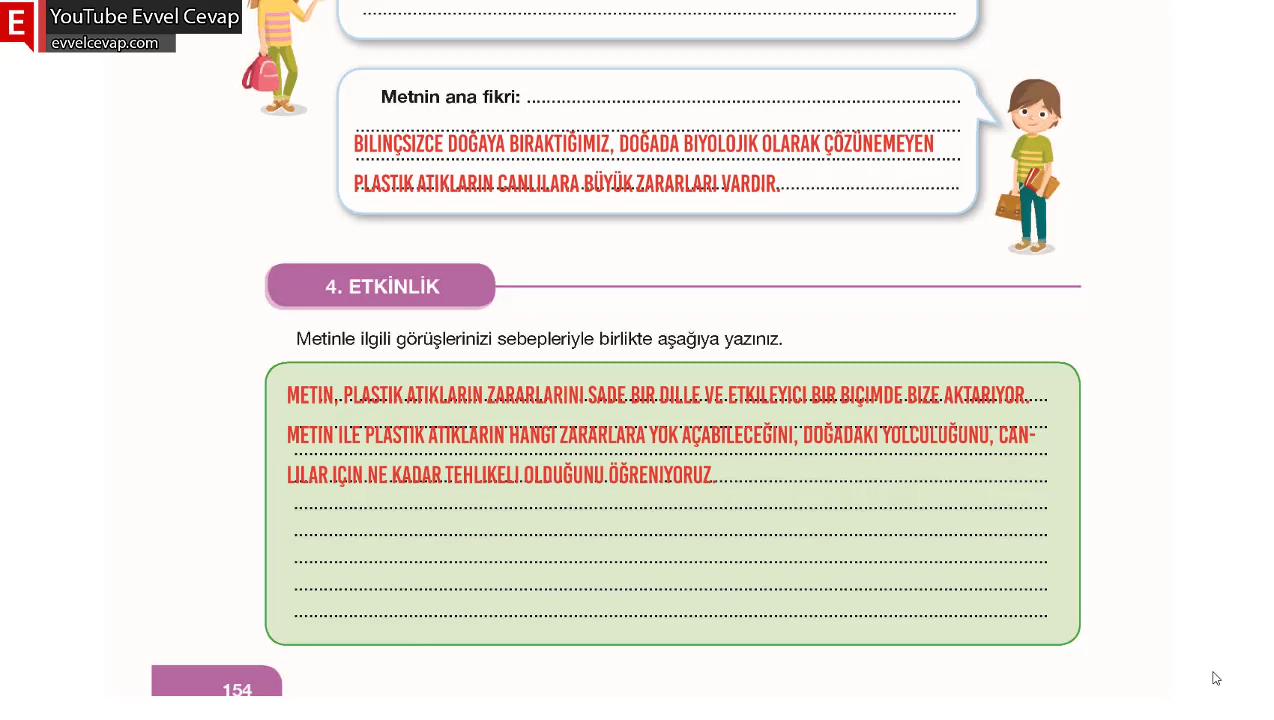 YouTube Evvel Cevap
evvelcevap.com
Metnin ana fikri:
BILINÇSIZCE DOĞAYA BIRAKTIĞIMIZ, DOĞADA BIYOLOJIK OLARAK ÇÖZÜNEMEYEN
PLASTIK ATIKLARIN CANLILARA BÜYÜK ZARARLARI VARDIR.
4. ETKİNLİK
Metinle ilgili görüşlerinizi sebepleriyle birlikte aşağıya yazınız.
METIN, PLASTIK ATIKLARIN ZARARLARINI SADE BIR DILLE VE ETKILEYICI BIR BIÇIMDE BIZE AKTARIYOR.
METIN ILE PLASTIK ATIKLARIN HANGI ZARARLARA YOK AÇABILECEĞINI, DOĞADAKI YOLCULUĞUNU, CAN-
LILAR IÇIN NE KADAR TEHLIKELI OLDUĞUNU ÖĞRENIYORUZ.
154